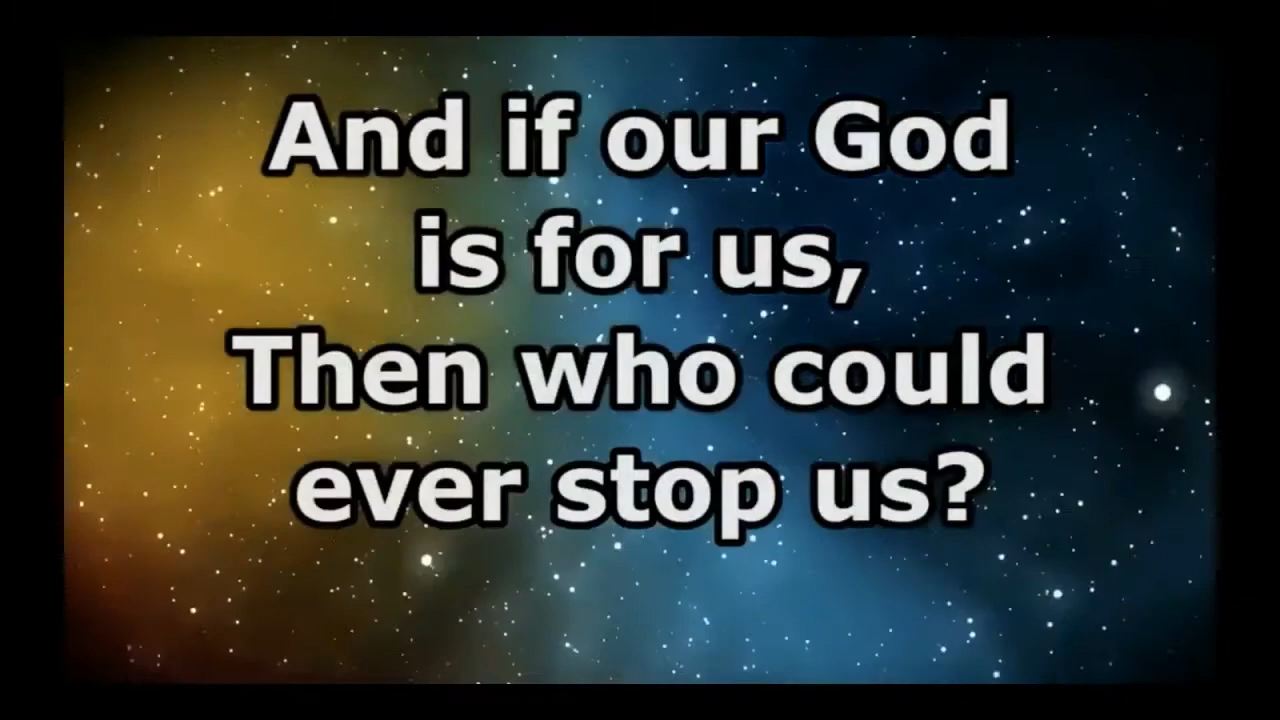 And if our God
is for us,
Then who could
ever stop us?